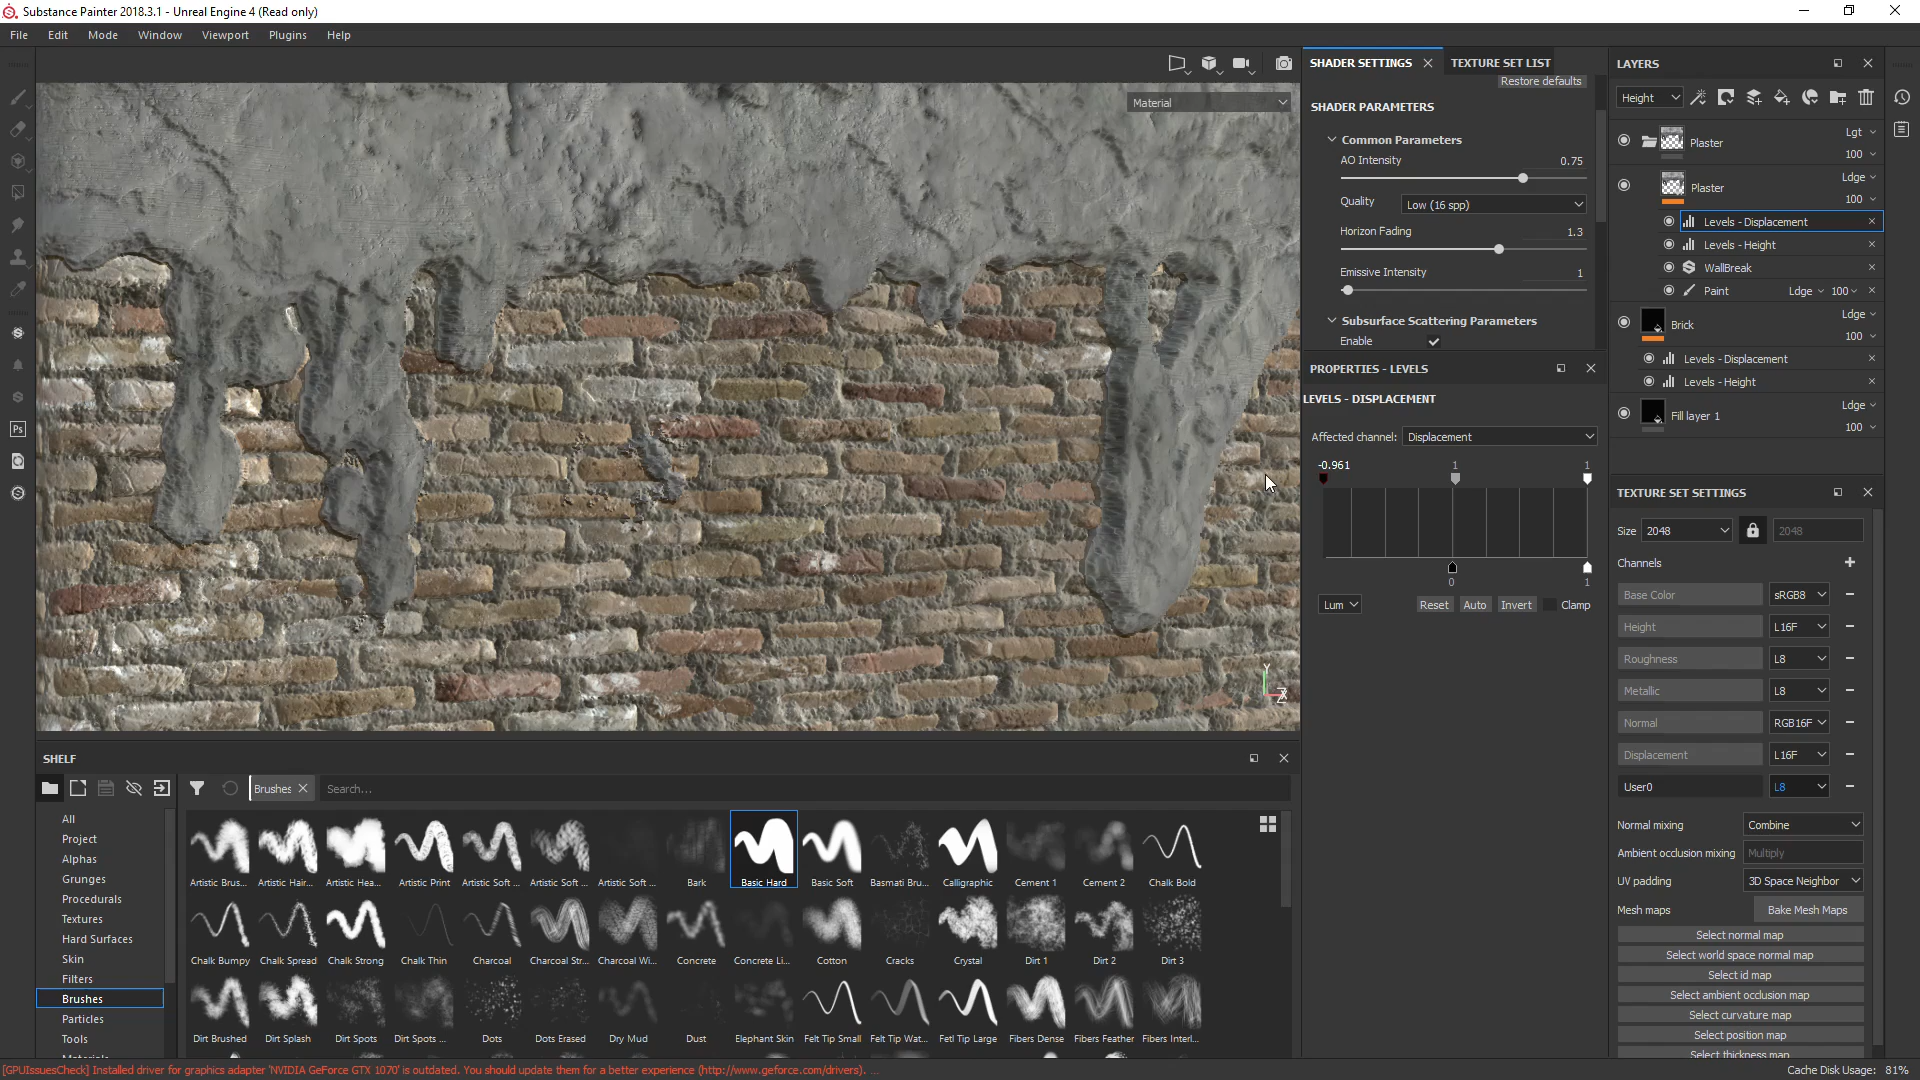 Substance Painter 2018.3.1 - Unreal Engine 4 (Read only)
File Edit Mode Window Viewport Plugins Help
Material
SHADER SETTINGS
TEXTURE SET LIST
Restore defaults
SHADER PARAMETERS
Common Parameters
AO Intensity 0.75
Quality Low (16 spp)
Horizon Fading 1.3
Emissive Intensity 1
Subsurface Scattering Parameters
Enable
PROPERTIES - LEVELS
LEVELS - DISPLACEMENT
Affected channel: Displacement
-0.961 1 1
0 1
Lum Reset Auto Invert Clamp
LAYERS
Height
Plaster Lgt
100
Plaster Ldge
100
Levels - Displacement
Levels - Height
WallBreak
Paint Ldge 100
Brick Ldge
100
Levels - Displacement
Levels - Height
Fill layer 1 Ldge
100
TEXTURE SET SETTINGS
Size 2048 2048
Channels
Base Color sRGB8
Height L16F
Roughness L8
Metallic L8
Normal RGB16F
Displacement L16F
User0 L8
Normal mixing Combine
Ambient occlusion mixing Multiply
UV padding 3D Space Neighbor
Mesh maps Bake Mesh Maps
Select normal map
Select world space normal map
Select id map
Select ambient occlusion map
Select curvature map
Select position map
Select thickness map
Y
X
SHELF
Brushes
Search...
All
Project
Alphas
Grunges
Procedurals
Textures
Hard Surfaces
Skin
Filters
Brushes
Particles
Tools
Materials
Artistic Brus... Artistic Hair... Artistic Hea... Artistic Print Artistic Soft ... Artistic Soft ... Artistic Soft ... Bark Basic Hard Basic Soft Basmati Bru... Calligraphic Cement 1 Cement 2 Chalk Bold
Chalk Bumpy Chalk Spread Chalk Strong Chalk Thin Charcoal Charcoal Str... Charcoal Wi... Concrete Concrete Li... Cotton Cracks Crystal Dirt 1 Dirt 2 Dirt 3
Dirt Brushed Dirt Splash Dirt Spots Dirt Spots ... Dots Dots Erased Dry Mud Dust Elephant Skin Felt Tip Small Felt Tip Wat... Fetl Tip Large Fibers Dense Fibers Feather Fibers Interl...
[GPUIssuesCheck] Installed driver for graphics adapter 'NVIDIA GeForce GTX 1070' is outdated. You should update them for a better experience (http://www.geforce.com/drivers). ...
Cache Disk Usage: 81%